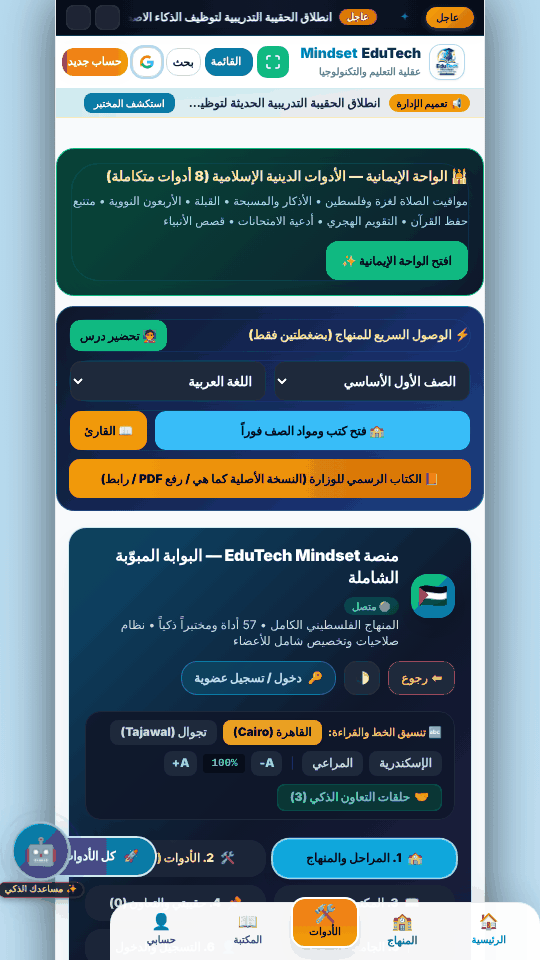 عاجل
عاجل
انطلاق الحقيبة التدريبية لتوظيف الذكاء
Mindset EduTech
عقلية التعليم والتكنولوجيا
القائمة
بحث
G
حساب جديد
📢 تعميم الإدارة
انطلاق الحقيبة التدريبية الحديثة لتوظيـ...
استكشف المختبر
🕌 الواحة الإيمانية — الأدوات الدينية الإسلامية (8 أدوات متكاملة)
مواقيت الصلاة لغزة وفلسطين • الأذكار والمسبحة • القبلة • الأربعون النووية • متتبع
حفظ القرآن • التقويم الهجري • أدعية الامتحانات • قصص الأنبياء
افتح الواحة الإيمانية ✨
⚡ الوصول السريع للمنهاج (بضغطتين فقط)
🧑‍🏫 تحضير درس
الصف الأول الأساسي
اللغة العربية
🏫 فتح كتب ومواد الصف فوراً
📖 القارئ
📕 الكتاب الرسمي للوزارة (النسخة الأصلية كما هي / رفع PDF / رابط)
منصة EduTech Mindset — البوابة المبوّبة
الشاملة
متصل
المنهاج الفلسطيني الكامل • 57 أداة ومختبراً ذكياً • نظام
صلاحيات وتخصيص شامل للأعضاء
⬅ رجوع
🌗
🔑 دخول / تسجيل عضوية
🔤 تنسيق الخط والقراءة:
القاهرة (Cairo)
تجوال (Tajawal)
الإسكندرية
المراعي
A-
100%
A+
🤝 حلقات التعاون الذكي (3)
🏫 1. المراحل والمنهاج
🛠️ 2. الأدوات (
🚀 كل الأدوات
✨ مساعدك الذكي
الرئيسية
المنهاج
الأدوات
المكتبة
حسابي